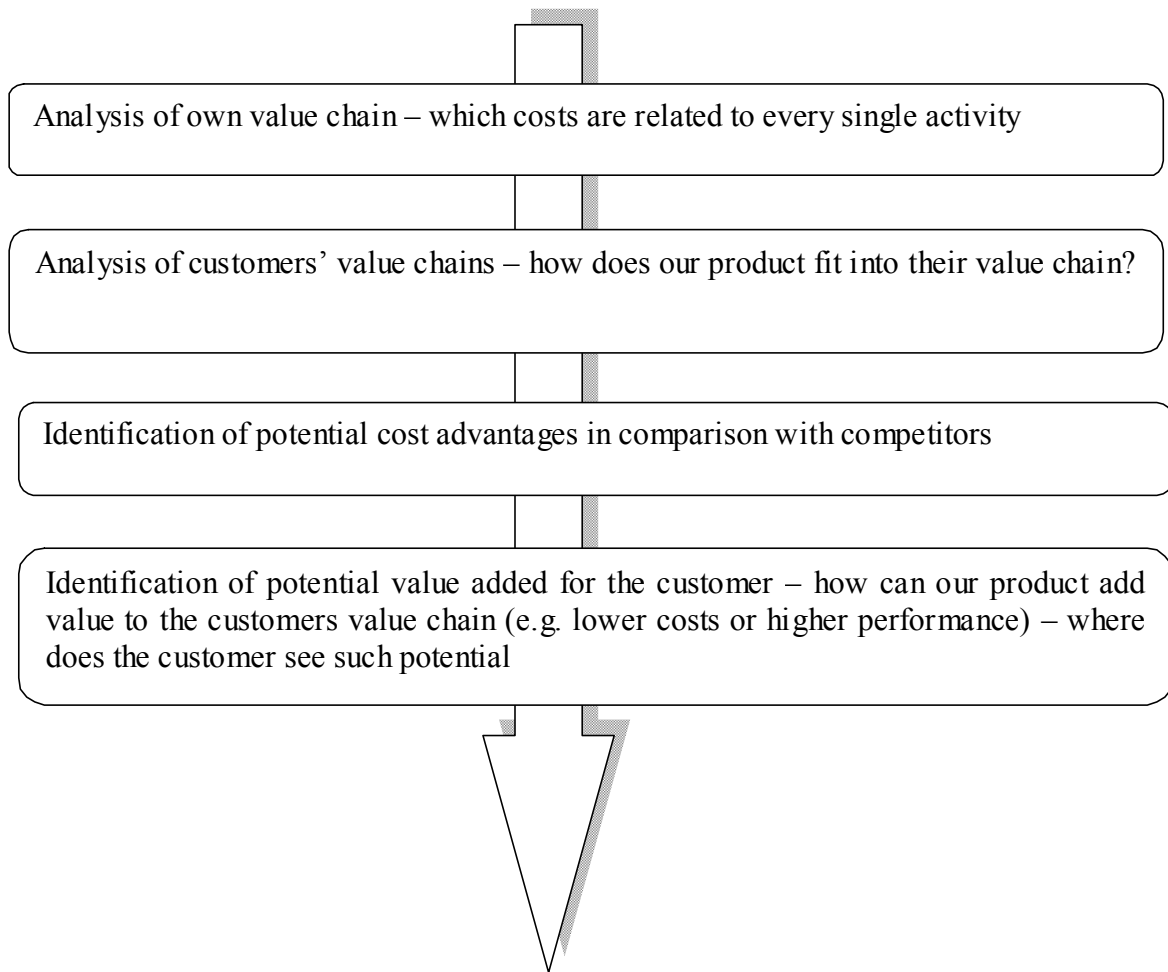 Analysis of own value chain – which costs are related to every single activity
Analysis of customers’ value chains – how does our product fit into their value chain?
Identification of potential cost advantages in comparison with competitors
Identification of potential value added for the customer – how can our product add
value to the customers value chain (e.g. lower costs or higher performance) – where
does the customer see such potential